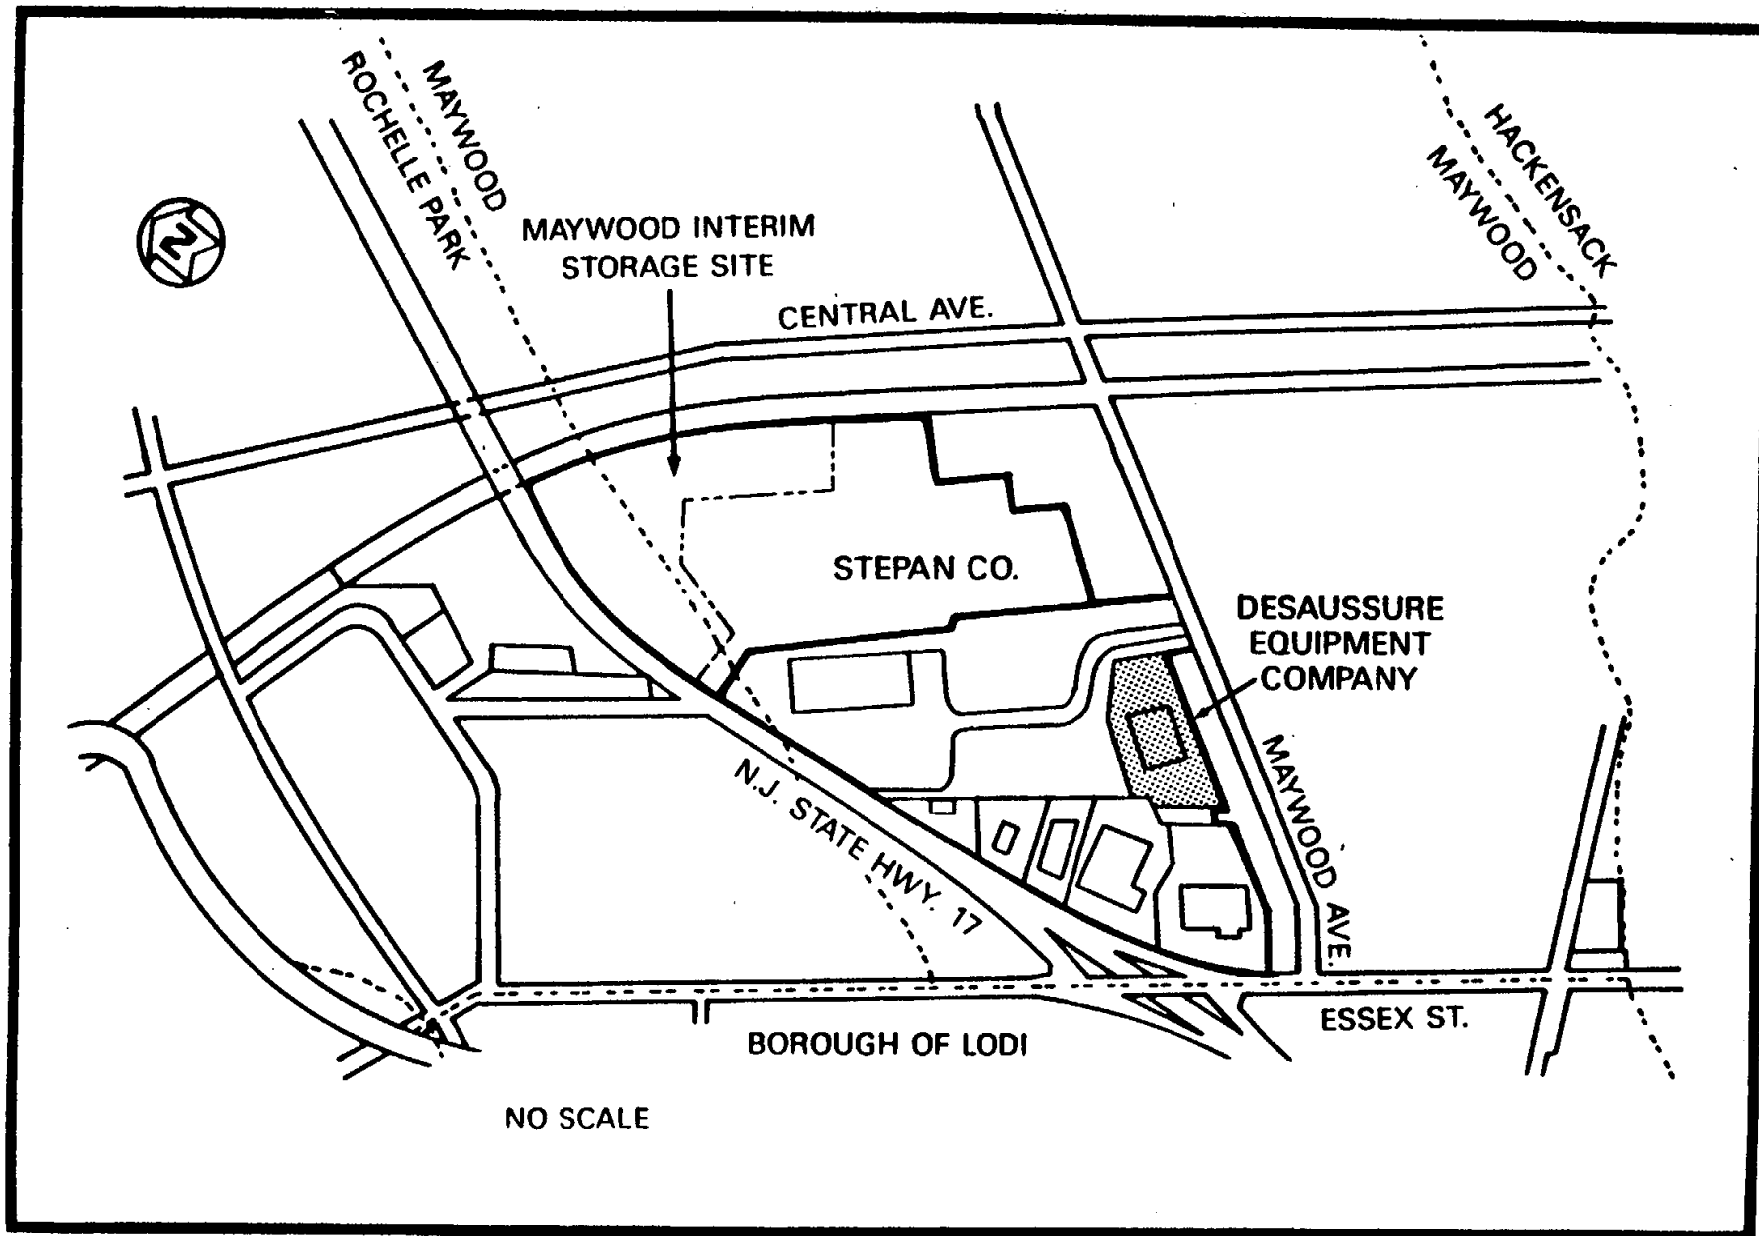 MAYWOOD
ROCHELLE PARK
HACKENSACK
MAYWOOD
N
MAYWOOD INTERIM
STORAGE SITE
CENTRAL AVE.
STEPAN CO.
DESAUSSURE
EQUIPMENT
COMPANY
MAYWOOD AVE.
N.J. STATE HWY. 17
ESSEX ST.
BOROUGH OF LODI
NO SCALE